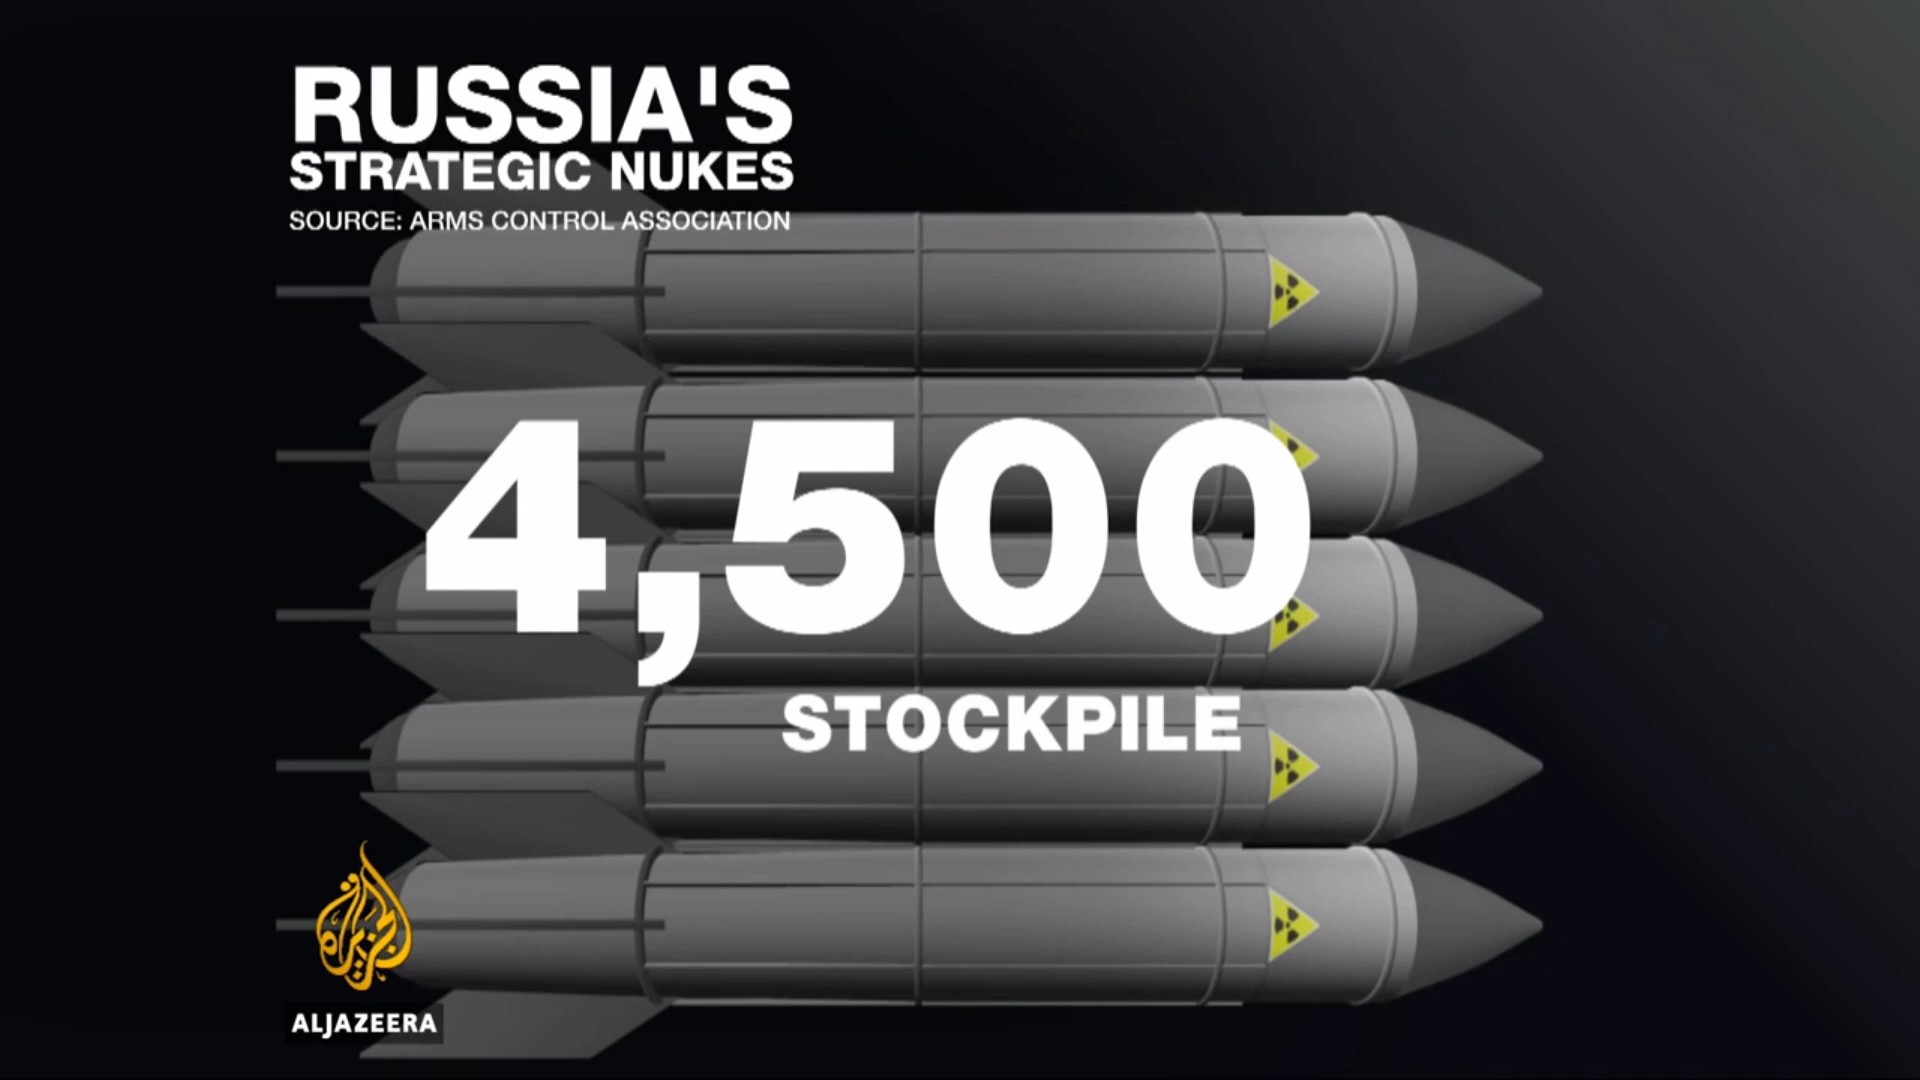 RUSSIA'S
STRATEGIC NUKES
SOURCE: ARMS CONTROL ASSOCIATION
4,500
STOCKPILE
الجزيرة
ALJAZEERA